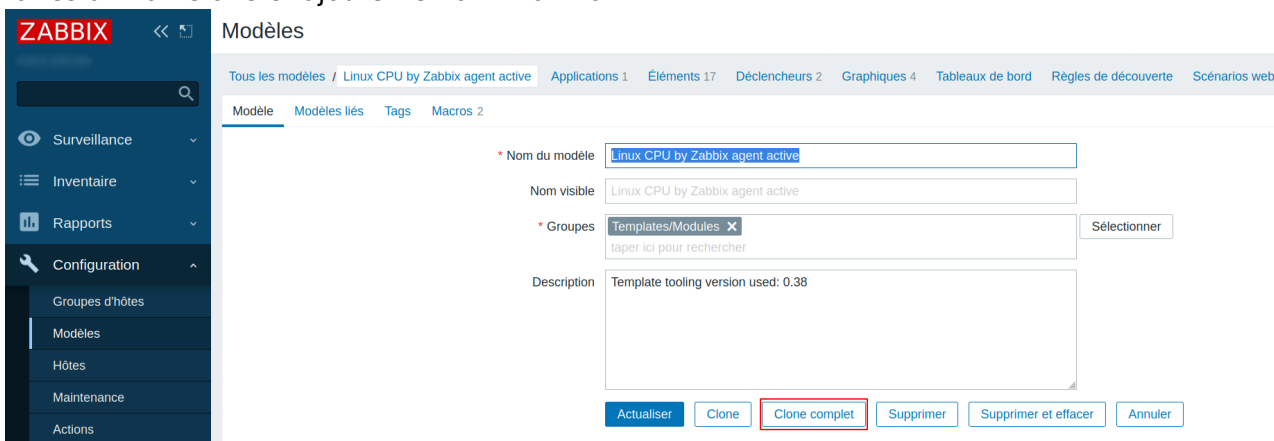 ZABBIX
Modèles
Tous les modèles / Linux CPU by Zabbix agent active Applications 1 Éléments 17 Déclencheurs 2 Graphiques 4 Tableaux de bord Règles de découverte Scénarios web
Modèle Modèles liés Tags Macros 2
Surveillance
Inventaire
Rapports
Configuration
Groupes d'hôtes
Modèles
Hôtes
Maintenance
Actions
* Nom du modèle Linux CPU by Zabbix agent active
Nom visible Linux CPU by Zabbix agent active
* Groupes Templates/Modules Sélectionner
taper ici pour rechercher
Description Template tooling version used: 0.38
Actualiser Clone Clone complet Supprimer Supprimer et effacer Annuler